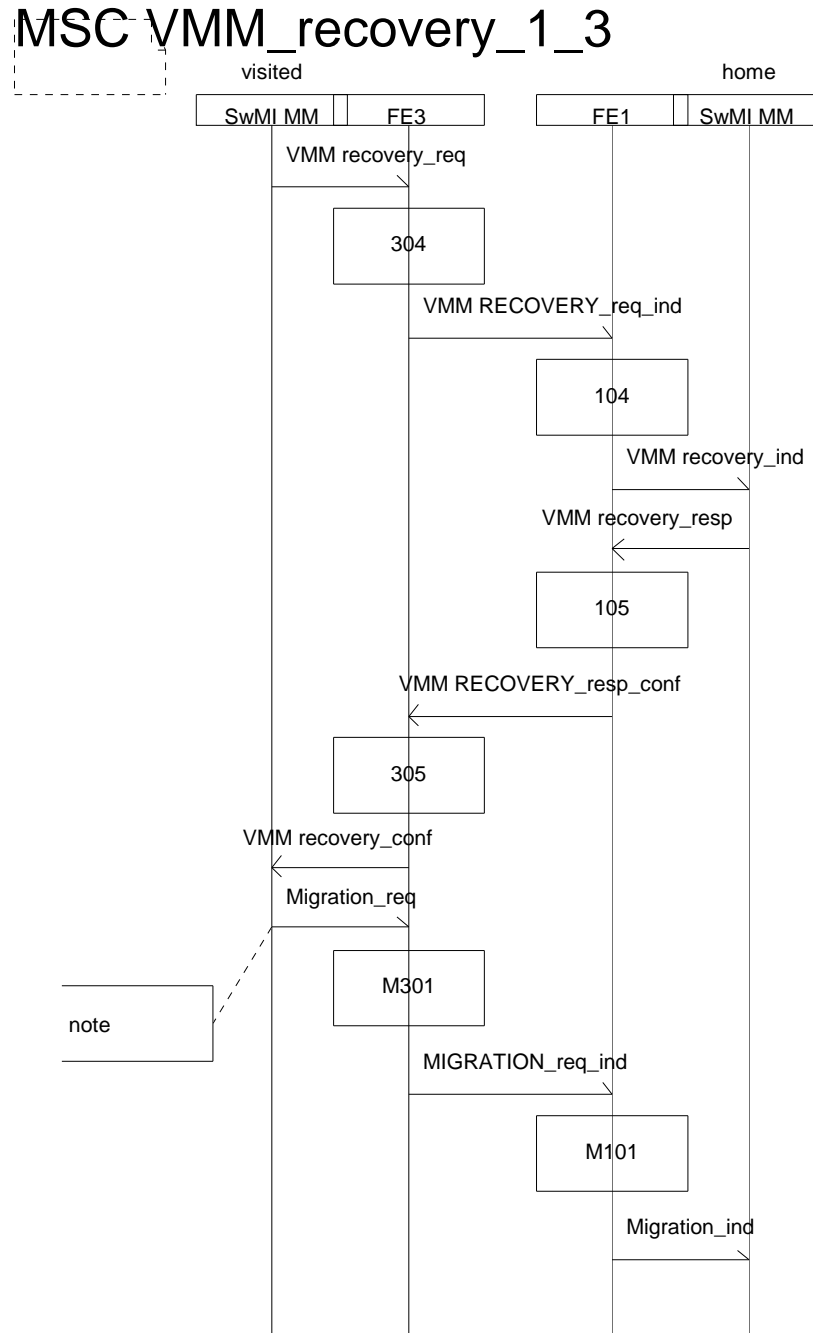 MSC VMM_recovery_1_3
visited
home
SwMI MM
FE3
FE1
SwMI MM
VMM recovery_req
304
VMM RECOVERY_req_ind
104
VMM recovery_ind
VMM recovery_resp
105
VMM RECOVERY_resp_conf
305
VMM recovery_conf
Migration_req
M301
note
MIGRATION_req_ind
M101
Migration_ind